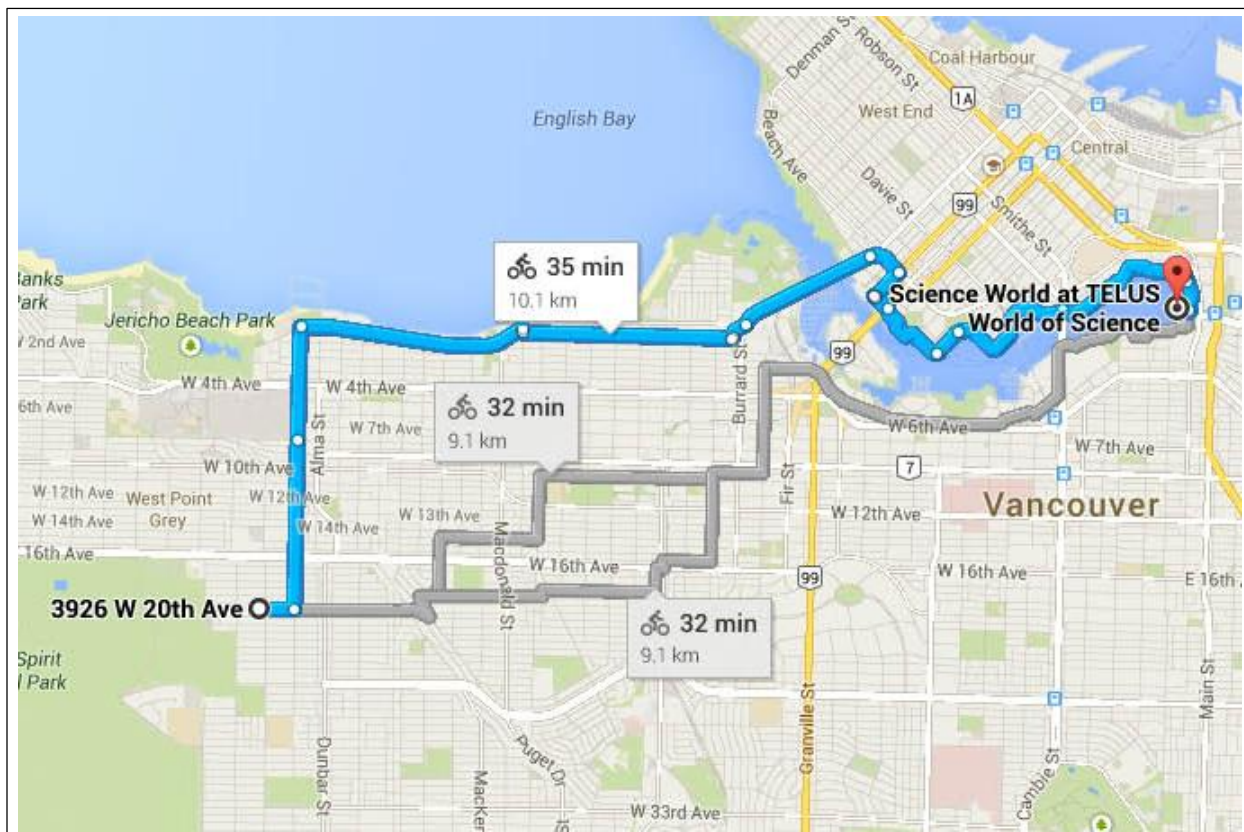 Denman St
Robson St
Coal Harbour
1A
West End
English Bay
Beach Ave
Central
Davie St
99
Smithe St
35 min
10.1 km
Science World at TELUS
World of Science
Banks
Park
Jericho Beach Park
W 2nd Ave
W 4th Ave
W 4th Ave
Burrard St
99
6th Ave
32 min
9.1 km
Alma St
W 7th Ave
W 6th Ave
W 7th Ave
W 10th Ave
Fir St
7
W 12th Ave
West Point
Grey
W 12th Ave
W 13th Ave
Macdonald St
W 12th Ave
Vancouver
W 14th Ave
W 14th Ave
16th Ave
W 16th Ave
99
W 16th Ave
E 16th
3926 W 20th Ave
32 min
9.1 km
Spirit
Park
Granville St
Main St
Dunbar St
Puget Dr
MacKen
Cambie St
W 33rd Ave